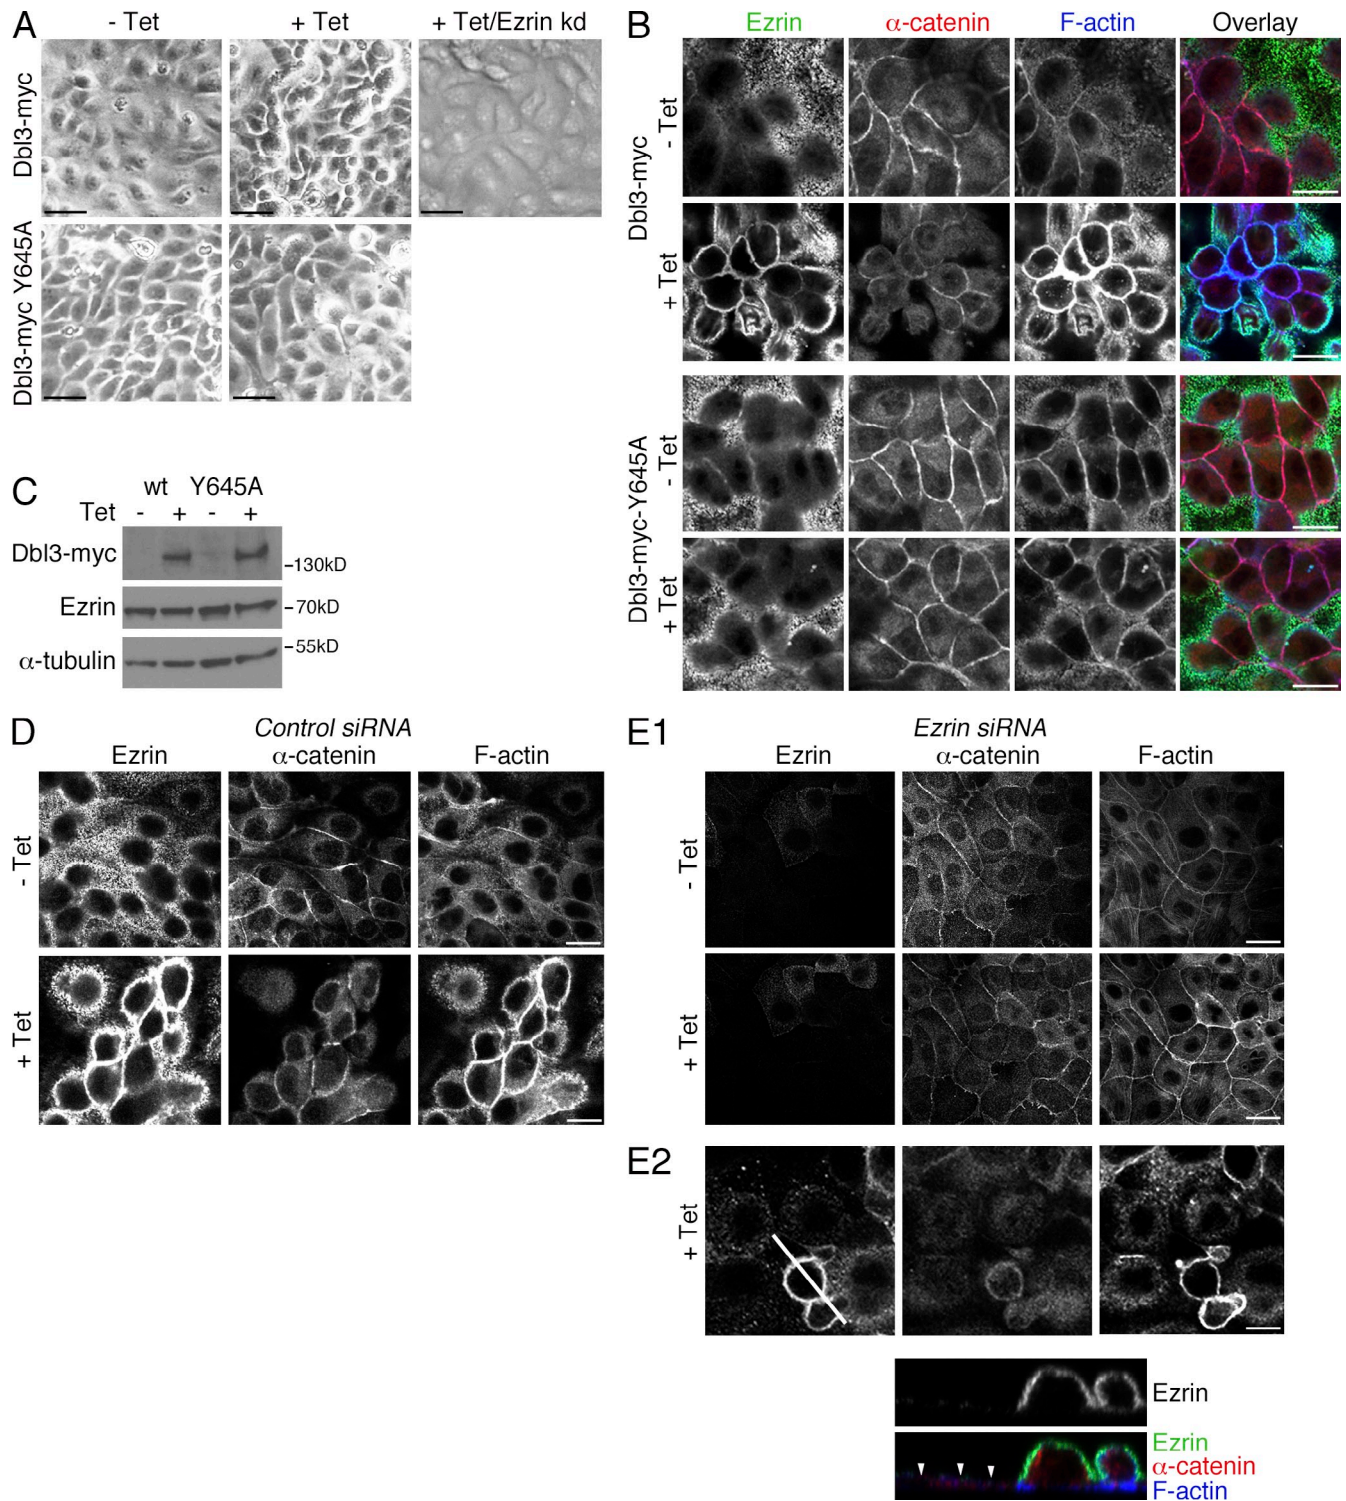 A
- Tet
+ Tet
+ Tet/Ezrin kd
Dbl3-myc
Dbl3-myc Y645A
B
Ezrin
α-catenin
F-actin
Overlay
Dbl3-myc
- Tet
+ Tet
Dbl3-myc-Y645A
- Tet
+ Tet
C
wt Y645A
Tet - + - +
Dbl3-myc
-130kD
Ezrin
-70kD
-55kD
α-tubulin
D
Control siRNA
Ezrin
α-catenin
F-actin
- Tet
+ Tet
E1
Ezrin siRNA
Ezrin
α-catenin
F-actin
- Tet
+ Tet
E2
+ Tet
Ezrin
Ezrin
α-catenin
F-actin